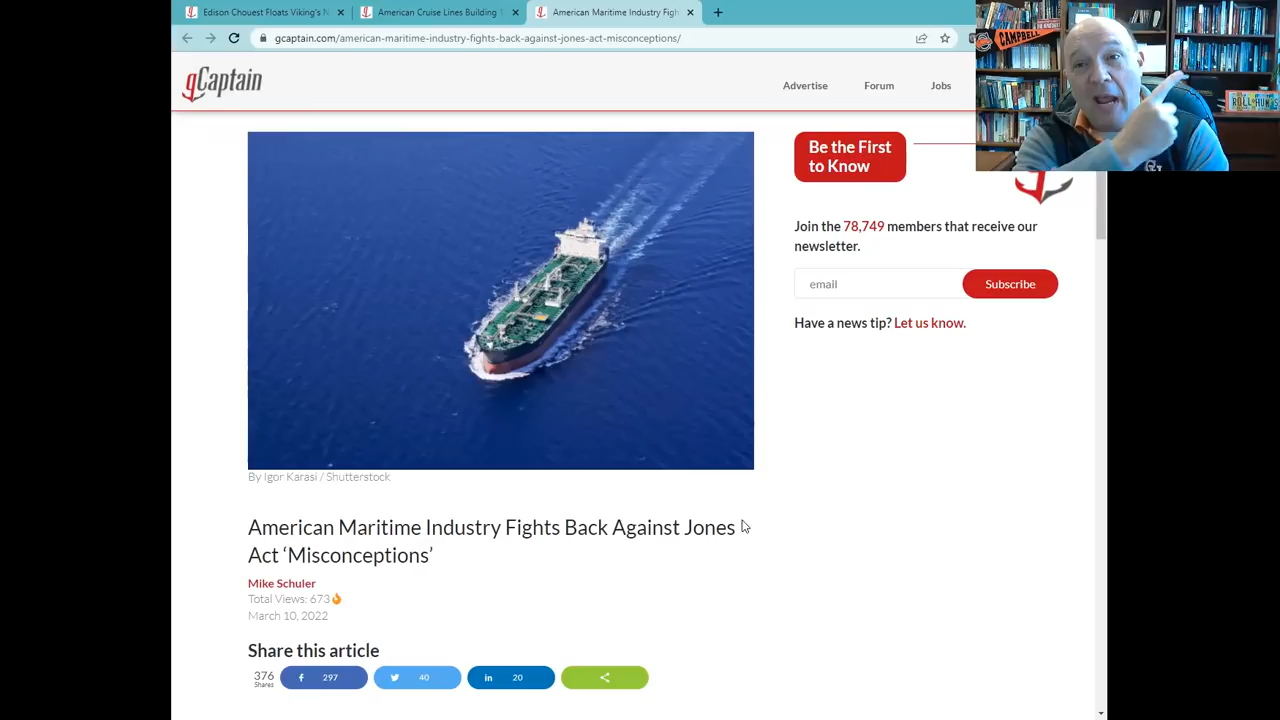 Edison Chouest Floats Viking's N
American Cruise Lines Building
American Maritime Industry Figh
gcaptain.com/american-maritime-industry-fights-back-against-jones-act-misconceptions/
gCaptain
Advertise
Forum
Jobs
CAMPBELL
Be the First
to Know
Join the 78,749 members that receive our
newsletter.
email
Subscribe
Have a news tip? Let us know.
By Igor Karasi / Shutterstock
American Maritime Industry Fights Back Against Jones
Act ‘Misconceptions’
Mike Schuler
Total Views: 673
March 10, 2022
Share this article
376
Shares
297
40
20